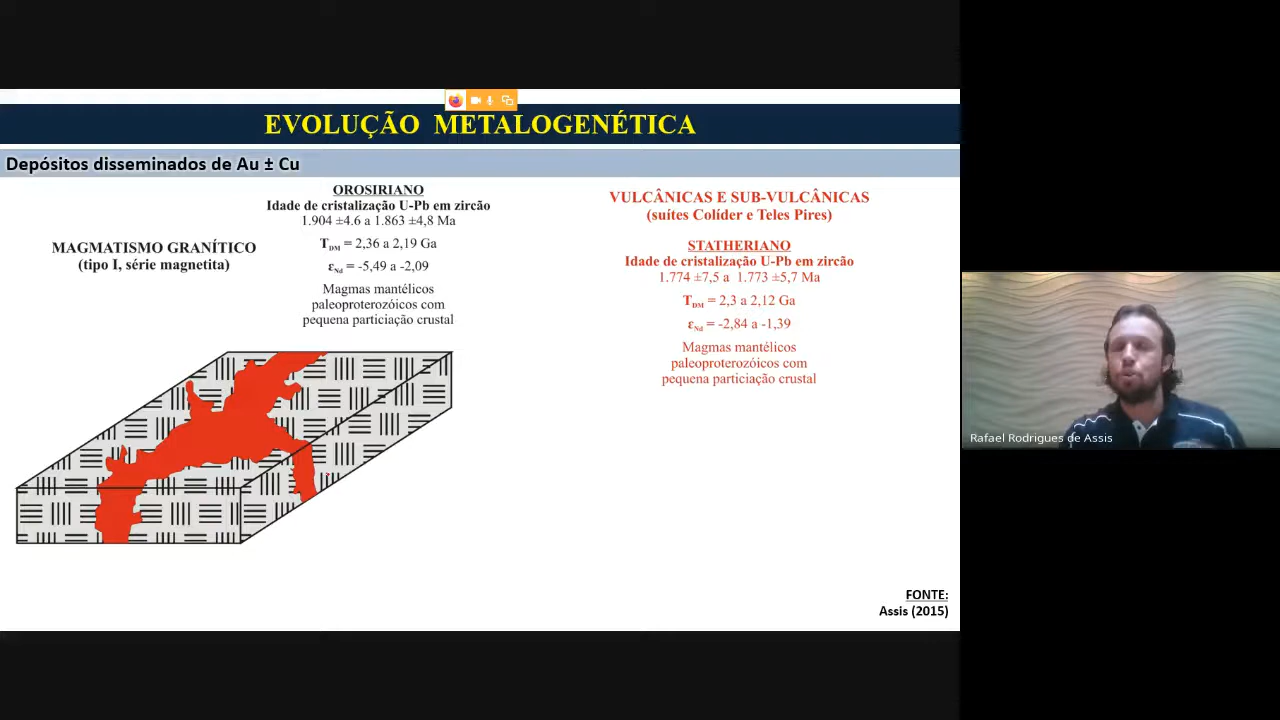 EVOLUÇÃO METALOGENÉTICA
Depósitos disseminados de Au ± Cu
MAGMATISMO GRANÍTICO
(tipo I, série magnetita)
OROSIRIANO
Idade de cristalização U-Pb em zircão
1.904 ±4.6 a 1.863 ±4,8 Ma
TDM = 2,36 a 2,19 Ga
εNd = -5,49 a -2,09
Magmas mantélicos
paleoproterozóicos com
pequena particiação crustal
VULCÂNICAS E SUB-VULCÂNICAS
(suítes Colíder e Teles Pires)
STATHERIANO
Idade de cristalização U-Pb em zircão
1.774 ±7,5 a 1.773 ±5,7 Ma
TDM = 2,3 a 2,12 Ga
εNd = -2,84 a -1,39
Magmas mantélicos
paleoproterozóicos com
pequena particiação crustal
FONTE:
Assis (2015)
Rafael Rodrigues de Assis